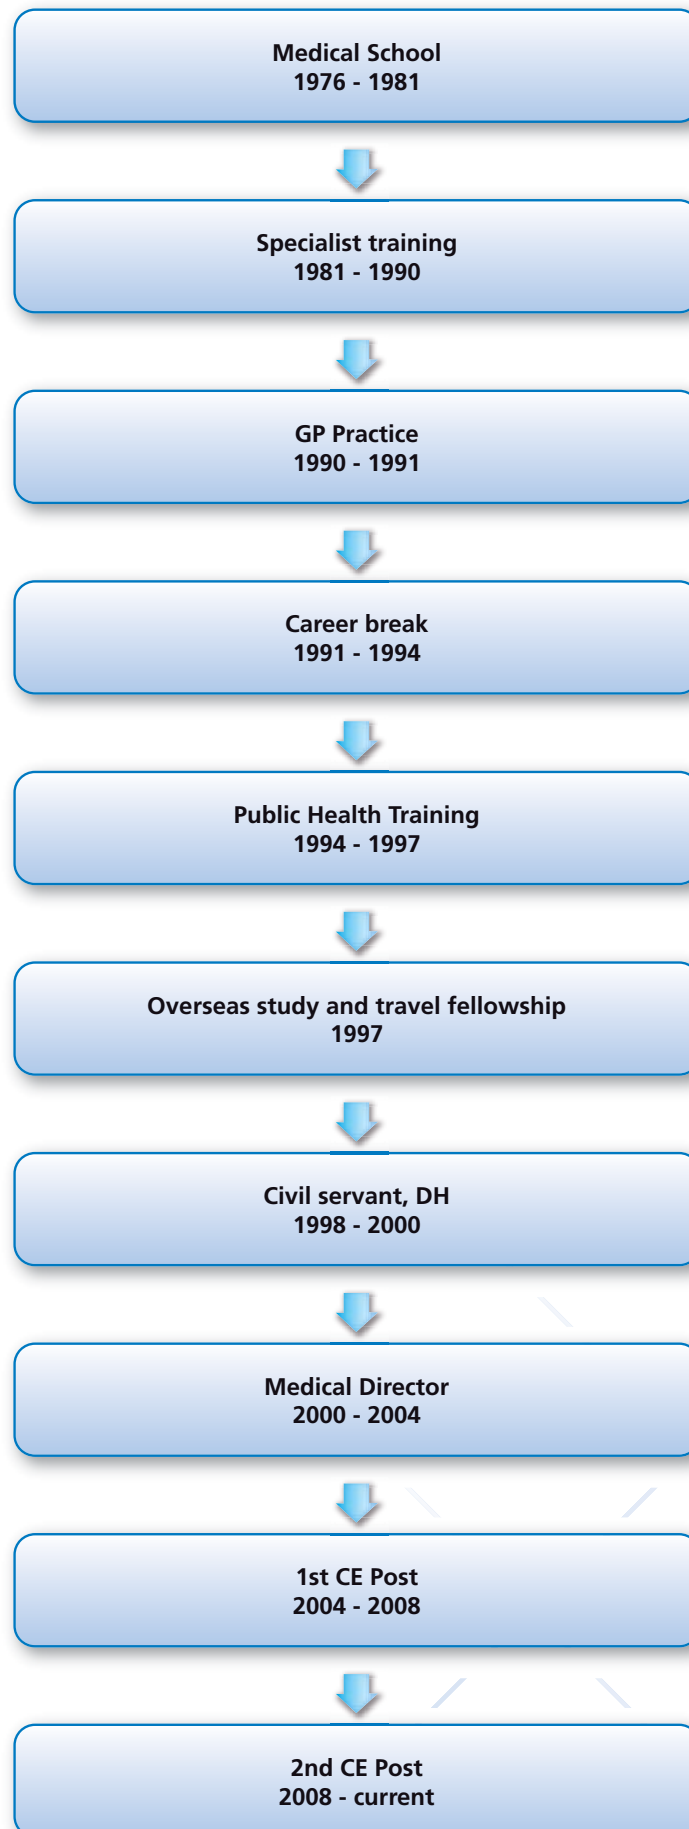 Medical School
1976 - 1981
Specialist training
1981 - 1990
GP Practice
1990 - 1991
Career break
1991 - 1994
Public Health Training
1994 - 1997
Overseas study and travel fellowship
1997
Civil servant, DH
1998 - 2000
Medical Director
2000 - 2004
1st CE Post
2004 - 2008
2nd CE Post
2008 - current